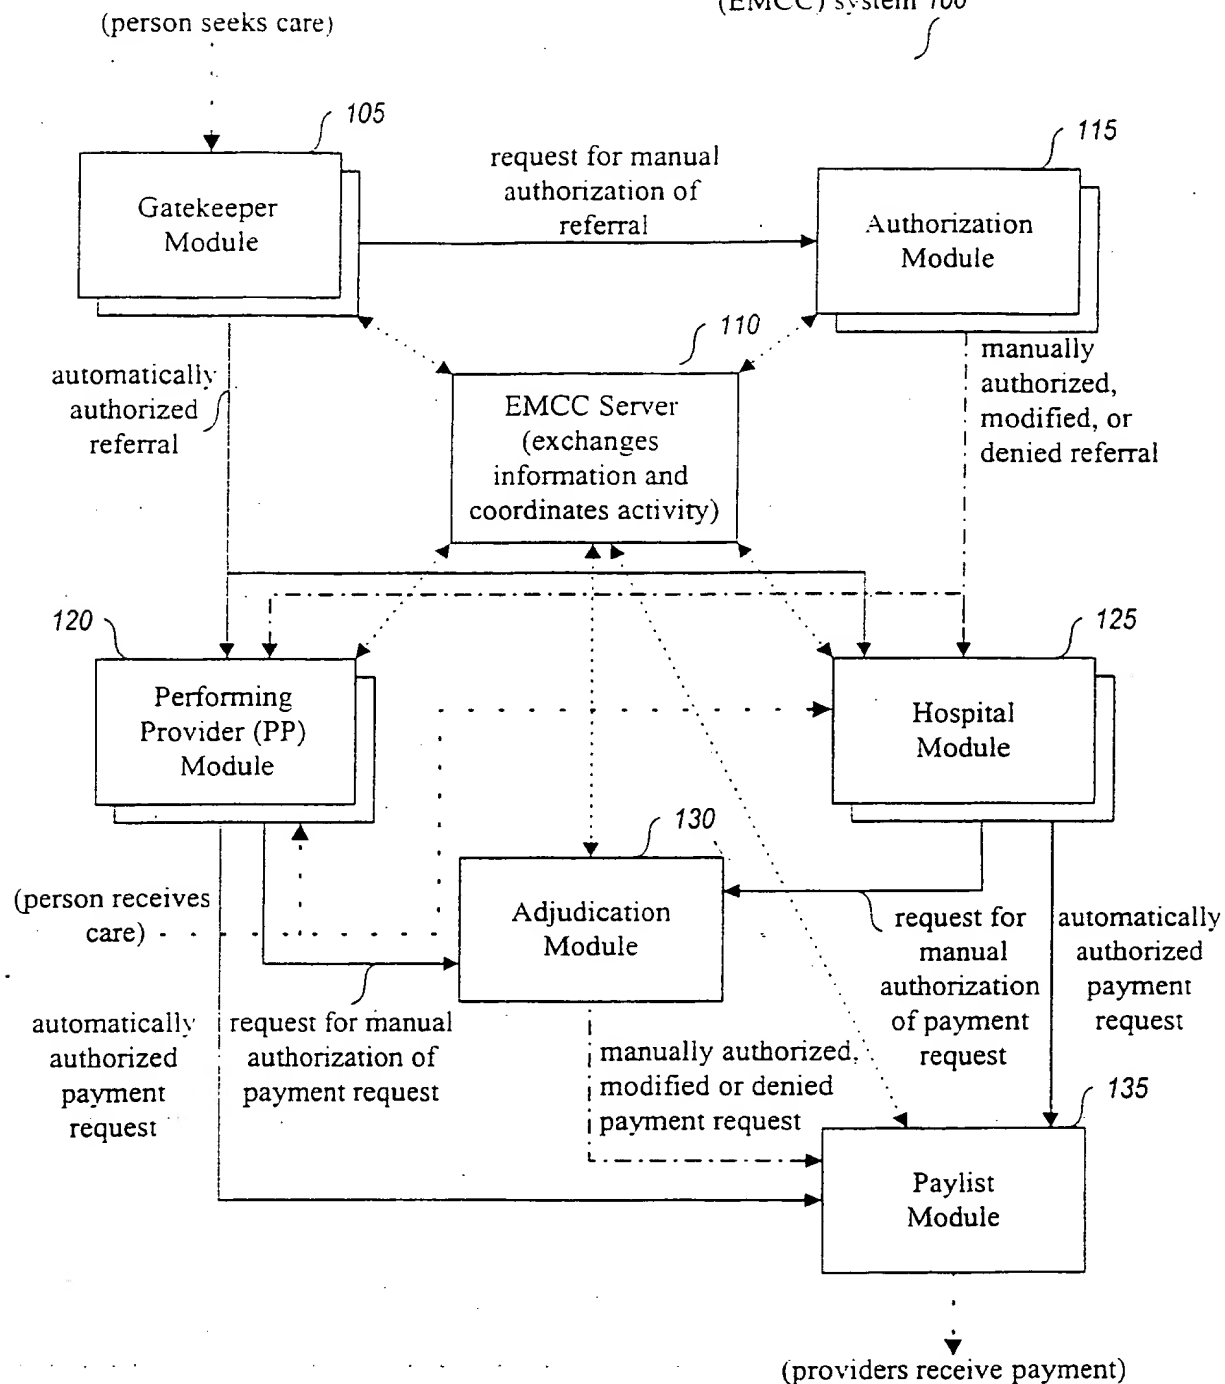 (EMCC) system 100
(person seeks care)
105
115
Gatekeeper
Module
request for manual
authorization of
referral
Authorization
Module
110
automatically
authorized
referral
EMCC Server
(exchanges
information and
coordinates activity)
manually
authorized,
modified, or
denied referral
120
125
Performing
Provider (PP)
Module
Hospital
Module
130
(person receives
care)
Adjudication
Module
request for
manual
authorization
of payment
request
automatically
authorized
payment
request
automatically
authorized
payment
request
request for manual
authorization of
payment request
manually authorized,
modified or denied
payment request
135
Paylist
Module
(providers receive payment)